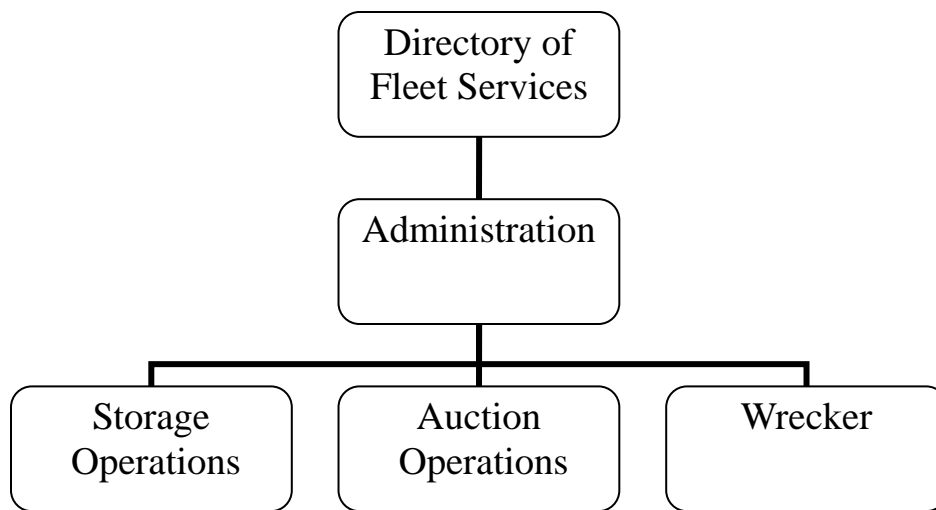 Directory of
Fleet Services
Administration
Storage
Operations
Auction
Operations
Wrecker